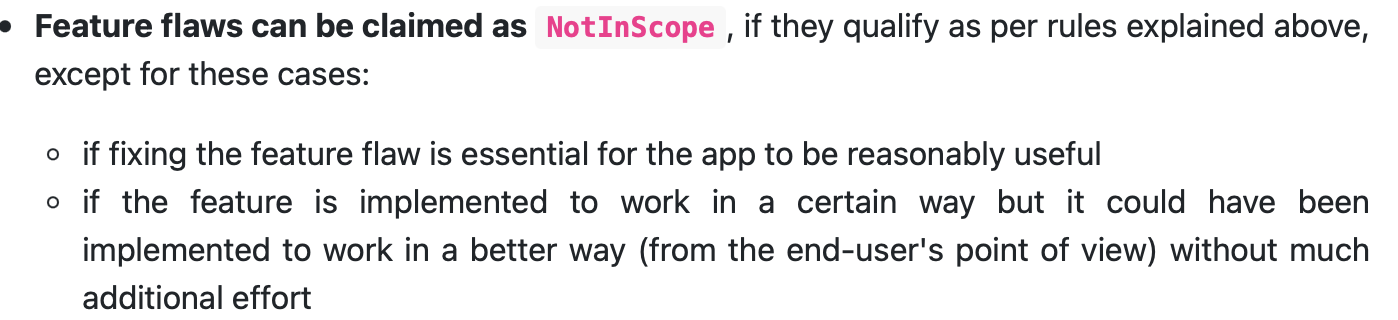 • Feature flaws can be claimed as NotInScope, if they qualify as per rules explained above,
except for these cases:
◦ if fixing the feature flaw is essential for the app to be reasonably useful
◦ if the feature is implemented to work in a certain way but it could have been
implemented to work in a better way (from the end-user's point of view) without much
additional effort